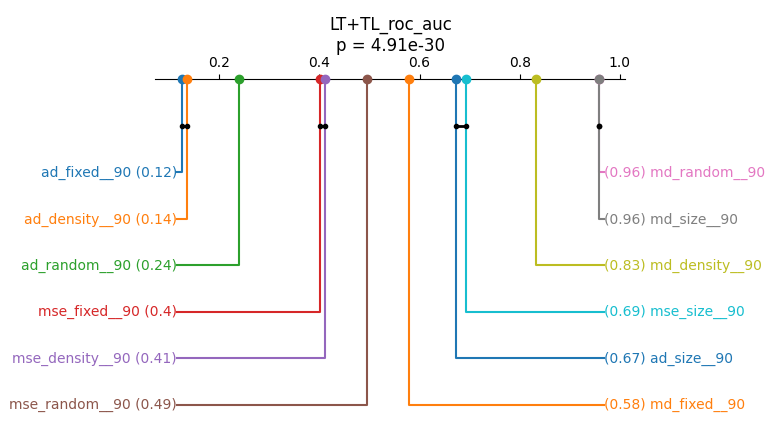 LT+TL_roc_auc
p = 4.91e-30
0.2 0.4 0.6 0.8 1.0
ad_fixed__90 (0.12)
(0.96) md_random__90
ad_density__90 (0.14)
(0.96) md_size__90
ad_random__90 (0.24)
(0.83) md_density__90
mse_fixed__90 (0.4)
(0.69) mse_size__90
mse_density__90 (0.41)
(0.67) ad_size__90
mse_random__90 (0.49)
(0.58) md_fixed__90